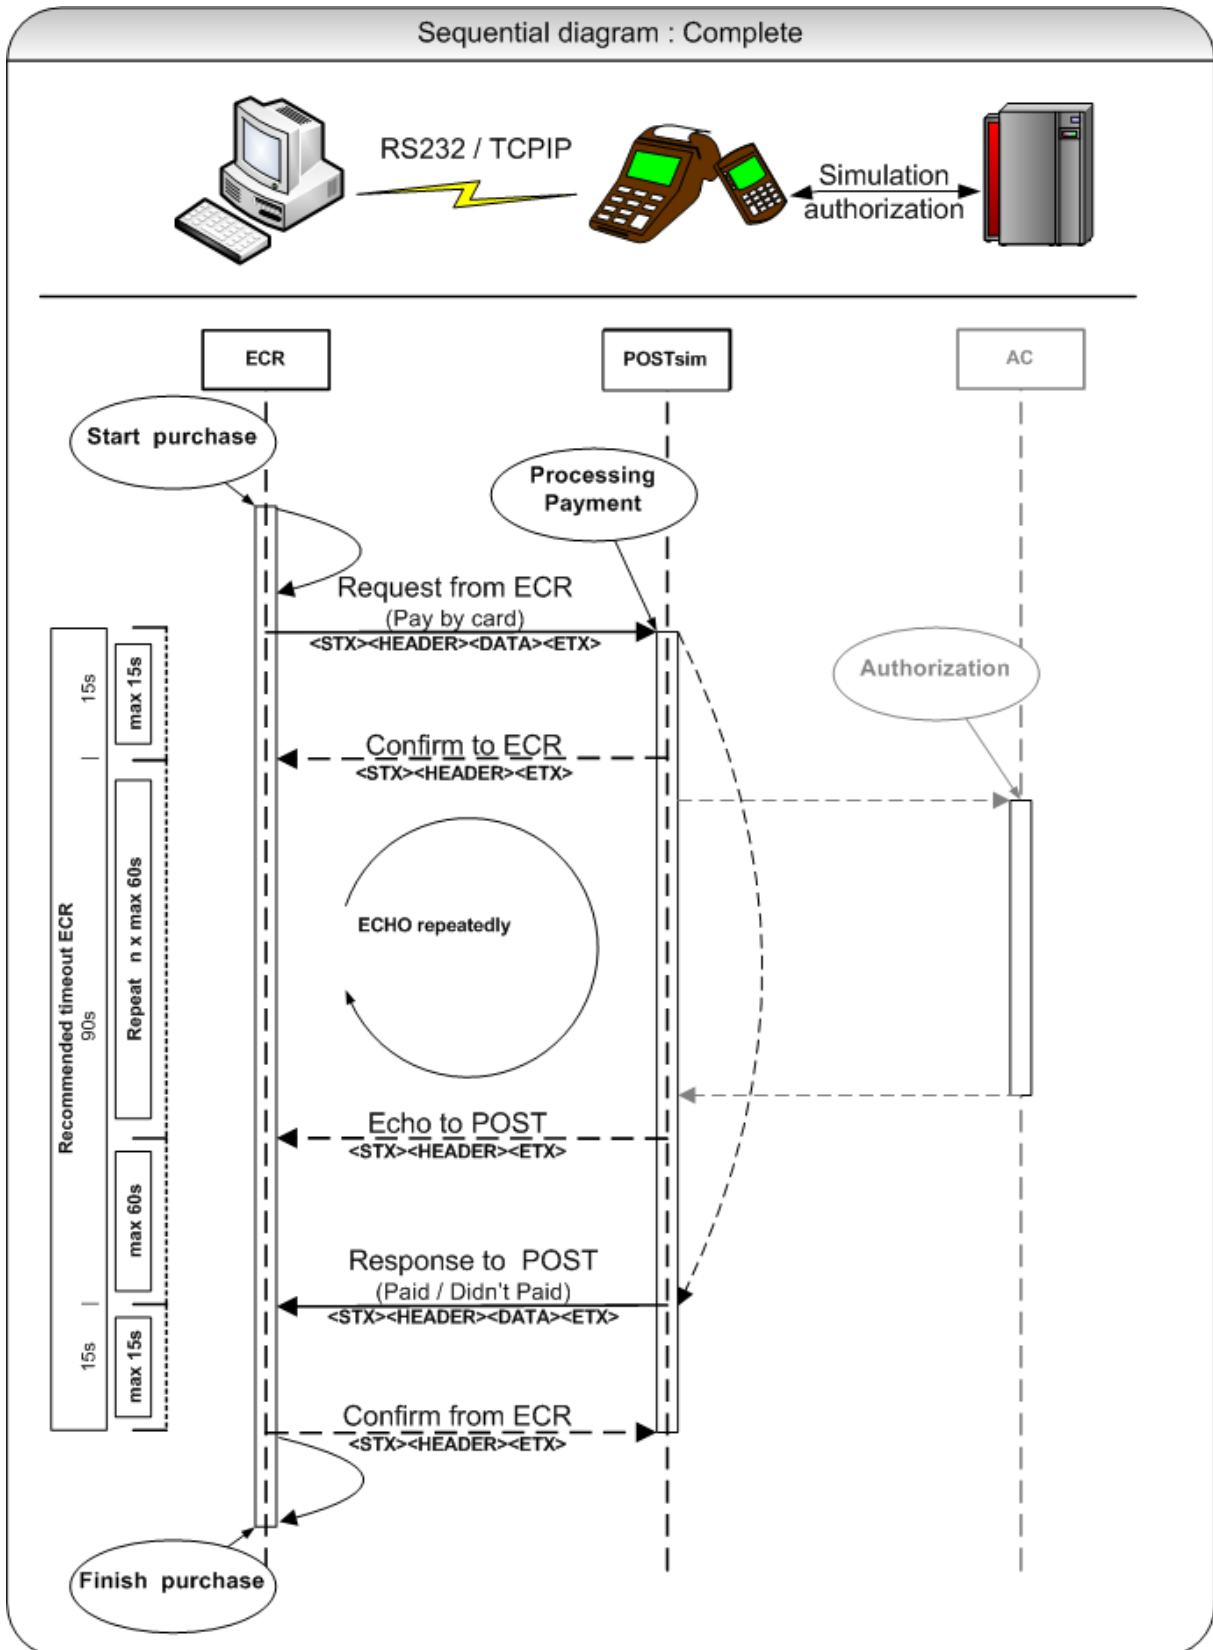 Sequential diagram : Complete
RS232 / TCPIP
Simulation
authorization
ECR
POSTsim
AC
Start  purchase
Processing
Payment
Request from ECR
(Pay by card)
<STX><HEADER><DATA><ETX>
Authorization
Confirm to ECR
<STX><HEADER><ETX>
ECHO repeatedly
Echo to POST
<STX><HEADER><ETX>
Response to  POST
(Paid / Didn't Paid)
<STX><HEADER><DATA><ETX>
Confirm from ECR
<STX><HEADER><ETX>
Finish  purchase
Recommended timeout ECR
15s
90s
15s
max 15s
Repeat  n x max 60s
max 60s
max 15s